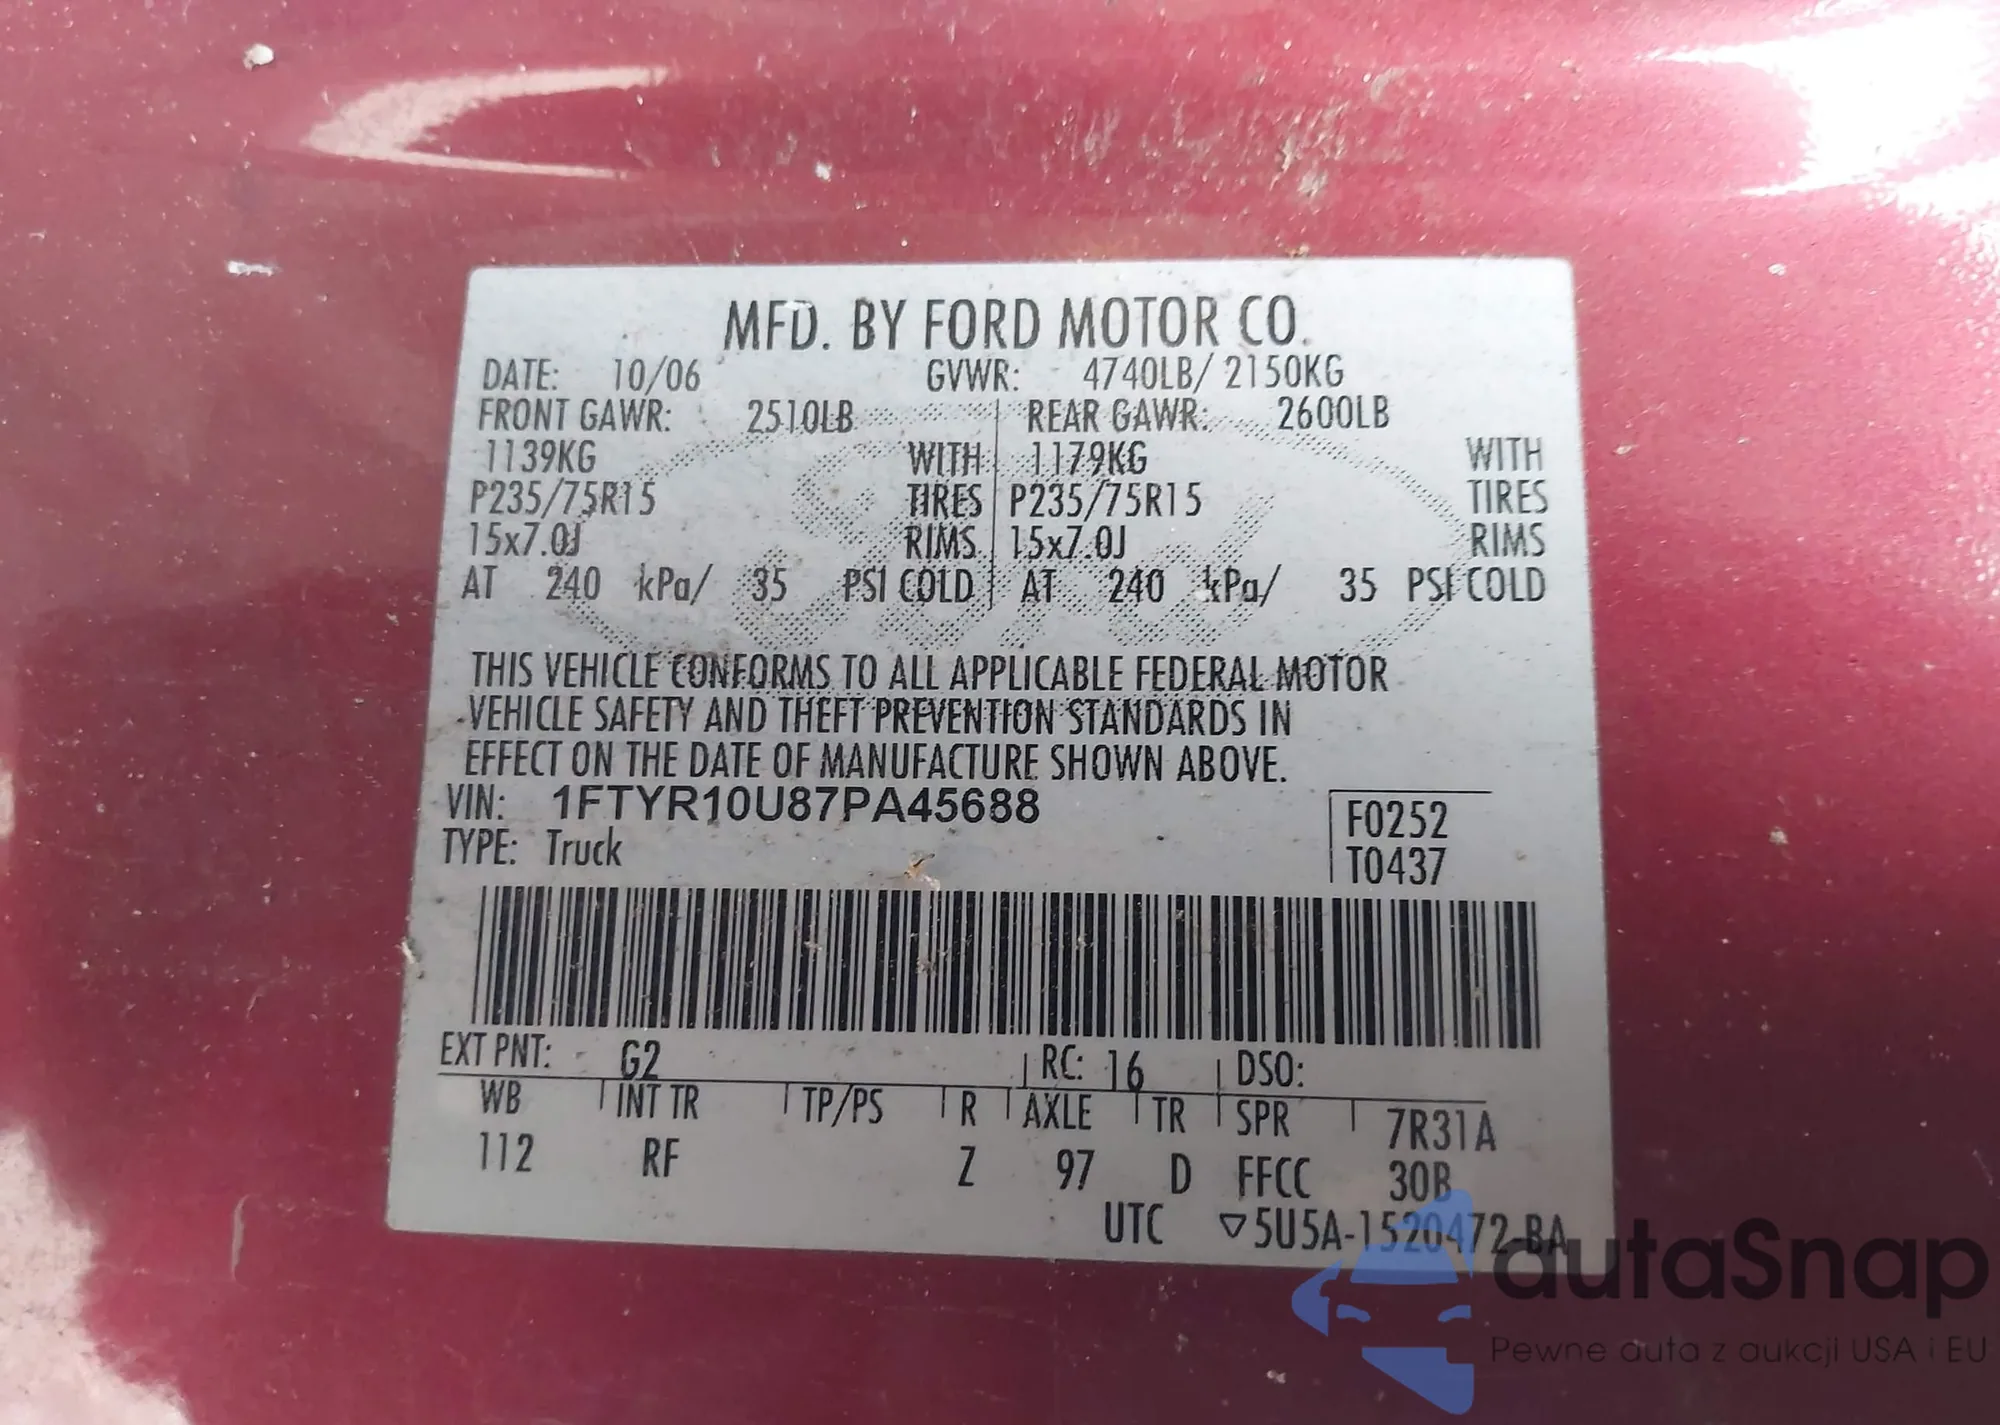 MFD. BY FORD MOTOR CO.
DATE: 10/06 GVWR: 4740LB/ 2150KG
FRONT GAWR: 2510LB REAR GAWR: 2600LB
1139KG WITH 1179KG WITH
P235/75R15 TIRES P235/75R15 TIRES
15x7.0J RIMS 15x7.0J RIMS
AT 240 kPa/ 35 PSI COLD AT 240 kPa/ 35 PSI COLD
THIS VEHICLE CONFORMS TO ALL APPLICABLE FEDERAL MOTOR
VEHICLE SAFETY AND THEFT PREVENTION STANDARDS IN
EFFECT ON THE DATE OF MANUFACTURE SHOWN ABOVE.
VIN: 1FTYR10U87PA45688 F0252
TYPE: Truck T0437
EXT PNT: G2 RC: 16 DSO:
WB INT TR TP/PS R AXLE TR SPR 7R31A
112 RF Z 97 D FFCC 30B
UTC ▽5U5A-1520472-BA
autaSnap
Pewne auta z aukcji USA i EU